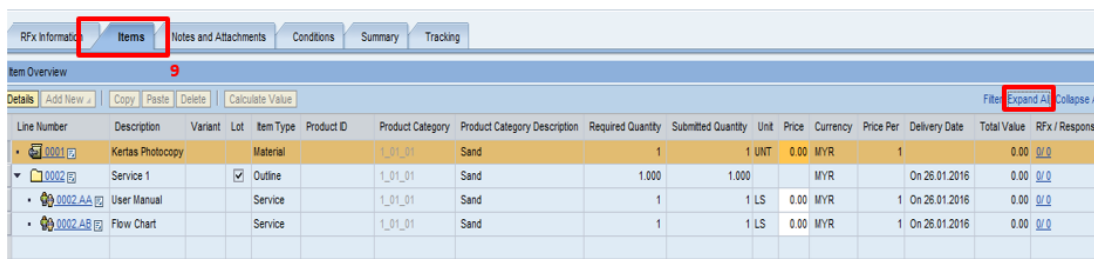 RFx Information Items Notes and Attachments Conditions Summary Tracking
Item Overview 9
Details Add New Copy Paste Delete Calculate Value Filter Expand All Collapse
Line Number Description Variant Lot Item Type Product ID Product Category Product Category Description Required Quantity Submitted Quantity Unit Price Currency Price Per Delivery Date Total Value RFx / Respons
0001 Kertas Photocopy Material 1_01_01 Sand 1 1 UNT 0.00 MYR 1 0.00 0/ 0
0002 Service 1 Outline 1_01_01 Sand 1.000 1.000 MYR On 26.01.2016 0.00 0/ 0
0002.AA User Manual Service 1_01_01 Sand 1 1 LS 0.00 MYR 1 On 26.01.2016 0.00 0/ 0
0002.AB Flow Chart Service 1_01_01 Sand 1 1 LS 0.00 MYR 1 On 26.01.2016 0.00 0/ 0